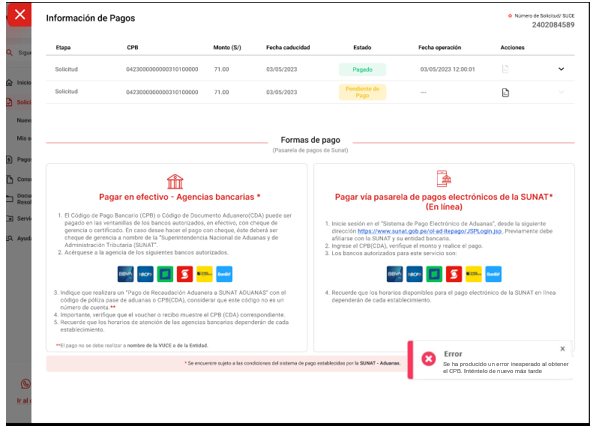 Información de Pagos
Número de Solicitud/ SUCE
2402084589
Etapa CPB Monto (S/) Fecha caducidad Estado Fecha operación Acciones
Solicitud 042300000000310100009 71.00 03/05/2023 Pagado 03/05/2023 12:00:01
Solicitud 042300000000310100009 71.00 03/05/2023 Pendiente de Pago ---
Formas de pago
(Pasarela de pagos de Sunat)
Pagar en efectivo - Agencias bancarias *
1. El Código de Pago Bancario (CPB) o Código de Documento Aduanero(CDA) puede ser
pagado en las ventanillas de los bancos autorizados, en efectivo, con cheque de
gerencia o certificado. En caso desee hacer el pago con cheque, éste deberá ser
cheque de gerencia a nombre de la "Superintendencia Nacional de Aduanas y de
Administración Tributaria (SUNAT".
2. Acérquese a la agencia de los siguientes bancos autorizados.
BBVA
3. Indique que realizara un "Pago de Recaudación Aduanera a SUNAT ADUANAS" con el
código de póliza pase de aduanas o CPB(CDA), considerar que este código no es un
número de cuenta.**
4. Importante, verifique que el voucher o recibo muestre el CPB (CDA) correspondiente.
5. Recuerde que los horarios de atención de las agencias bancarias dependerán de cada
establecimiento.
**El pago no se debe realizar a nombre de la VUCE o de la Entidad.
Pagar vía pasarela de pagos electrónicos de la SUNAT*
(En línea)
1. Inicie sesión en el "Sistema de Pago Electrónico de Aduanas", desde la siguiente
dirección https://www.sunat.gob.pe/ol-ad-itepago/JSPLogin.jsp. Previamente debe
afiliarse con la SUNAT y su entidad bancario.
2. Ingrese el CPB(CDA), verifique el monto y realice el pago.
3. Los bancos autorizados para este servicio son:
BBVA
4. Recuerde que los horarios disponibles para el pago electrónico de la SUNAT en línea
dependerán de cada establecimiento.
* Se encuentra sujeto a las condiciones del sistema de pago establecidas por la SUNAT - Aduanas.
Error
Se ha producido un error inesperado al obtener
el CPB. Inténtelo de nuevo más tarde
Inicio
Ir al